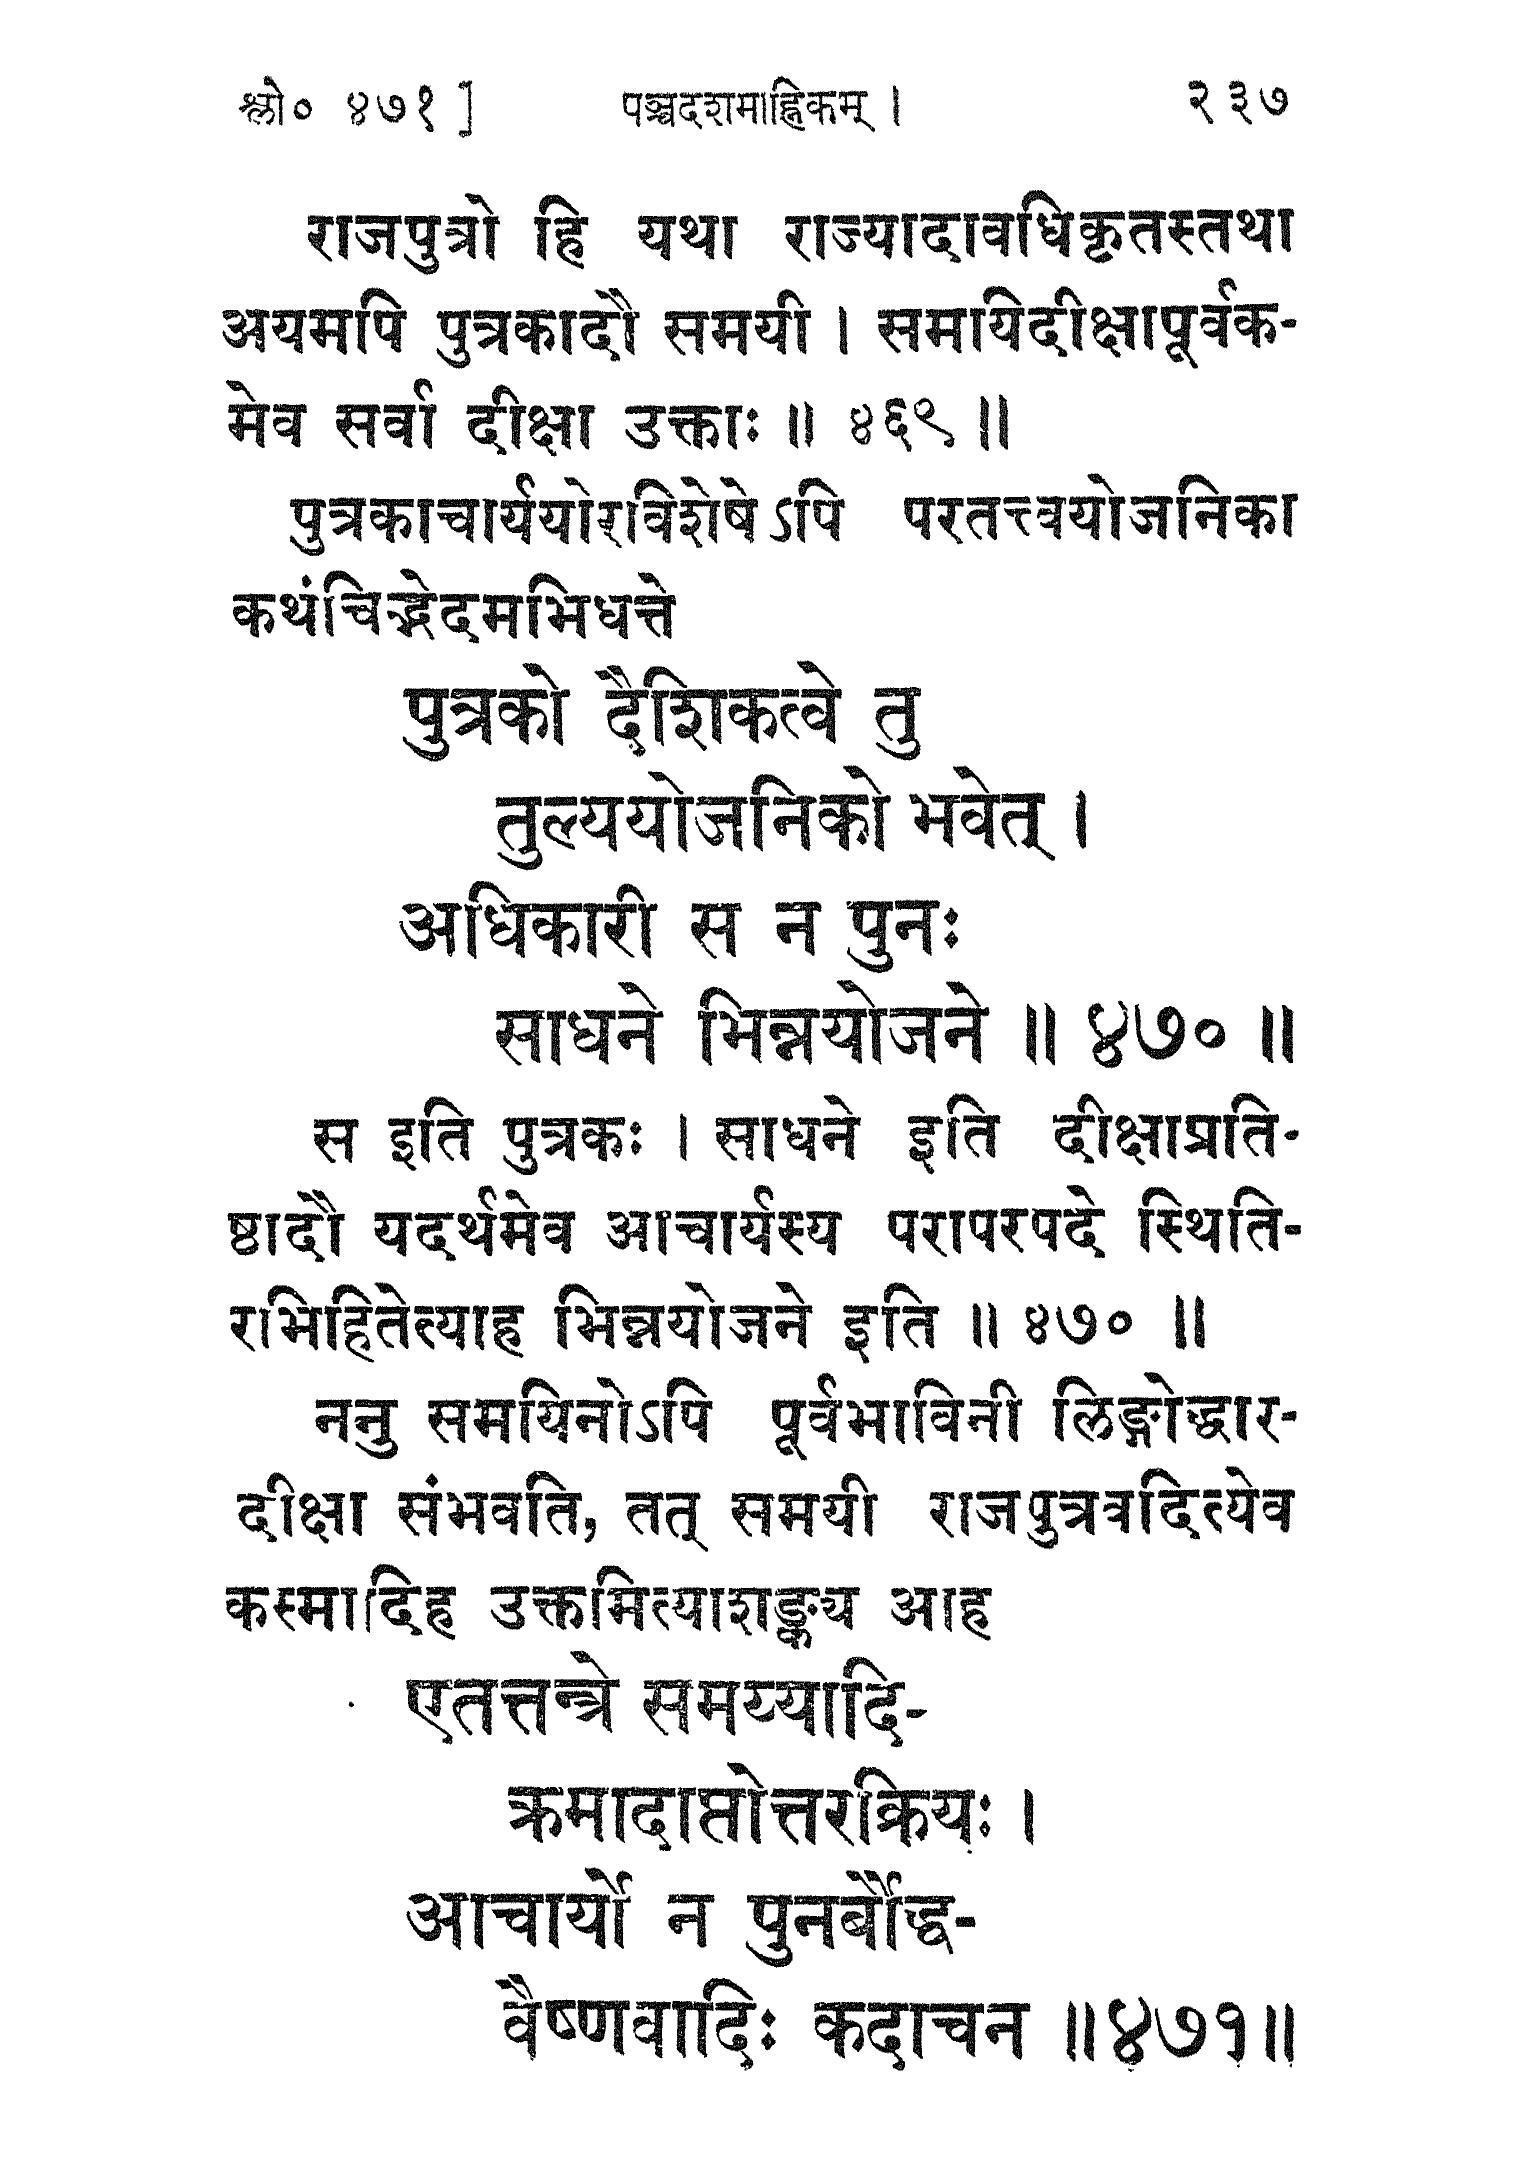 श्लो० ४७१] पञ्चदशमाह्निकम् । २३७
राजपुत्रो हि यथा राज्यादावधिकृतस्तथा
अयमपि पुत्रकादौ समयी । समयिदीक्षापूर्वक-
मेव सर्वा दीक्षा उक्ताः ॥ ४६९ ॥
पुत्रकाचार्ययोरविशेषेऽपि परतत्त्वयोजनिका
कथंचिद्भेदमभिधत्ते
पुत्रको दैशिकत्वे तु
तुल्ययोजनिको भवेत् ।
अधिकारी स न पुनः
साधने भिन्नयोजने ॥ ४७० ॥
स इति पुत्रकः । साधने इति दीक्षाप्रति-
ष्ठादौ यदर्थमेव आचार्यस्य परापरपदे स्थिति-
रभिहितेत्याह भिन्नयोजने इति ॥ ४७० ॥
ननु समयिनोऽपि पूर्वभाविनी लिङ्गोद्धार-
दीक्षा संभवति, तत् समयी राजपुत्रवदित्येव
कस्मादिह उक्तमित्याशङ्क्य आह
एतत्तन्त्रे समय्यादि-
क्रमादाप्तोत्तरक्रियः ।
आचार्यो न पुनर्बौद्ध-
वैष्णवादिः कदाचन ॥४७१॥